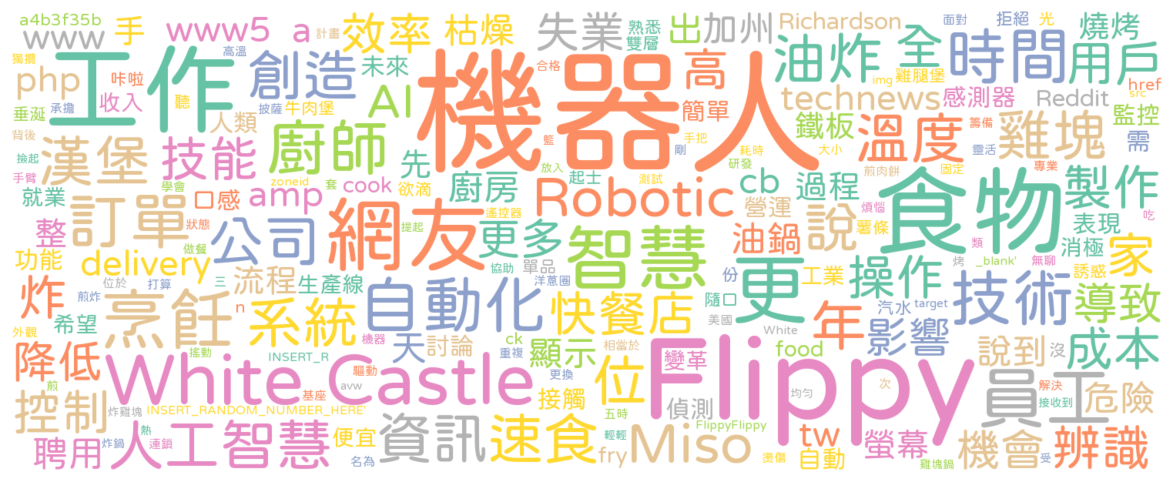 a4b3f35b
www
手
www5
a
計畫
效率
枯燥
失業
熟悉
雙層
出
加州
Richardson
面對
拒絕
光
燒烤
獨攬
高溫
工作
創造
未來
機器人
合格
高
油炸
全
時間
用戶
php
咔啦
收入
聽
披薩
牛肉堡
AI
簡單
technews
img
雞腿堡
感測器
Reddit
href
src
監控
垂涎
承擔
人類
廚師
籃
手把
剛
鐵板
溫度
籌備
靈活
雞塊
需
背後
撿起
漢堡
技能
先
研發
耗時
大小
煎肉餅
固定
專業
手臂
學會
zoneid
套
cook
欲滴
廚房
放入
起士
測試
cb
過程
食物
製作
就業
口感
amp
Robotic
營運
煩惱
吃
整
訂單
狀態
網友
遙控器
提起
更多
智慧
油鍋
說
薯條
更
表現
類
消極
無聊
家
功能
delivery
做餐
公司
協助
單品
操作
烤
_blank'
誘惑
炸
煎炸
位於
打算
流程
三
生產線
自動化
洋蔥圈
份
工業
隨口
汽水
target
技術
導致
希望
烹飪
n
系統
快餐店
美國
年
影響
外觀
搖動
機器
ck
重複
相當於
White
說到
沒
成本
降低
煎
White Castle
INSERT_R
驅動
天
討論
顯示
更換
food
變革
Flippy
解決
控制
炸雞塊
INSERT_RANDOM_NUMBER_HERE'
基座
avw
接觸
位
五時
偵測
均勻
次
員工
接收到
危險
聘用
炸鍋
熱
連鎖
人工智慧
便宜
名為
資訊
速食
輕輕
fry
Miso
FlippyFlippy
燙傷
tw
自動
螢幕
雞塊鍋
機會
受
辨識